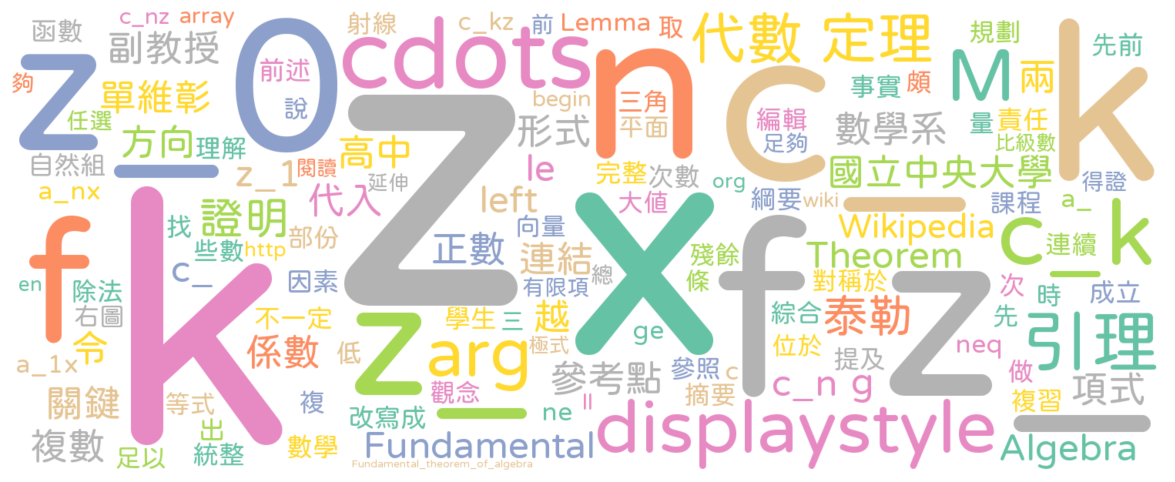 函數
c_nz
array
副教授
射線
c_kz
前
Lemma
取
代數
定理
規劃
先前
夠
z_0
前述
cdots
n
c_k
M
兩
單維彰
說
begin
三角
平面
事實
頗
編輯
量
責任
任選
方向
理解
形式
足夠
數學系
比級數
自然組
閱讀
高中
延伸
le
完整
次數
org
國立中央大學
得證
a_nx
z_1
代入
left
大值
綱要
wiki
課程
a_
找
證明
部份
正數
向量
Wikipedia
c_k
連續
些數
http
f
k
z
x
f
z
連結
總
殘餘
條
Theorem
對稱於
en
除法
c_
因素
有限項
次
時
成立
右圖
不一定
z_
學生
三
越
ge
綜合
泰勒
先
引理
令
係數
低
arg
極式
位於
提及
neq
a_1x
關鍵
等式
複
觀念
參考點
參照
c
摘要
c_n
g
做
項式
複習
出
改寫成
ne
ll
displaystyle
複數
足以
統整
數學
Fundamental
Algebra
Fundamental_theorem_of_algebra